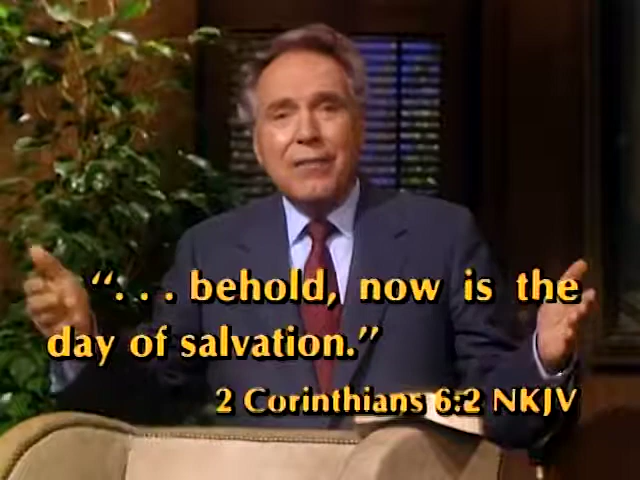 “. . . behold, now is the
day of salvation.”
2 Corinthians 6:2 NKJV